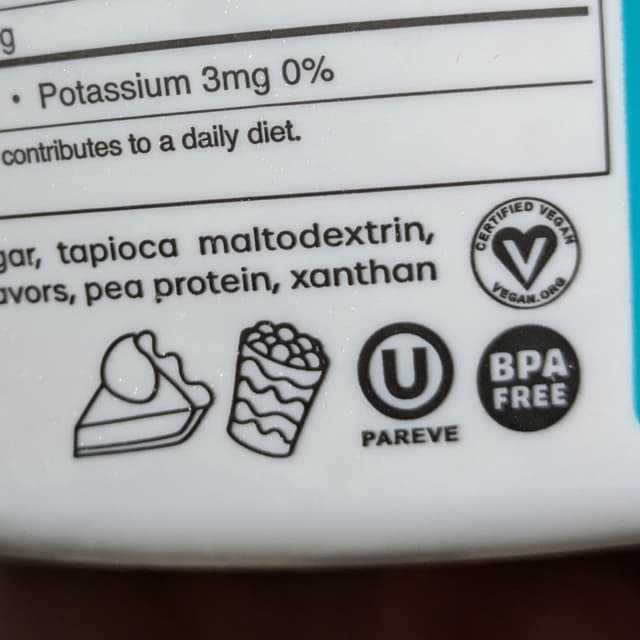 g
• Potassium 3mg 0%
contributes to a daily diet.
gar, tapioca maltodextrin,
avors, pea protein, xanthan
CERTIFIED VEGAN
V
VEGAN.ORG
U
PAREVE
BPA
FREE